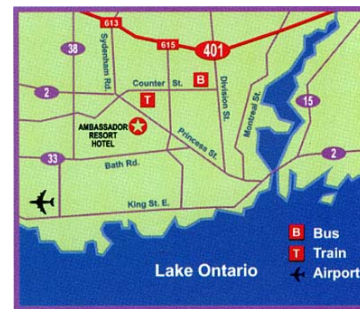 613
615
401
38
Sydenham Rd.
Counter St.
B
Division St.
Montreal St.
2
T
15
AMBASSADOR
RESORT
HOTEL
Princess St.
33
Bath Rd.
2
King St. E.
B Bus
T Train
Airport
Lake Ontario